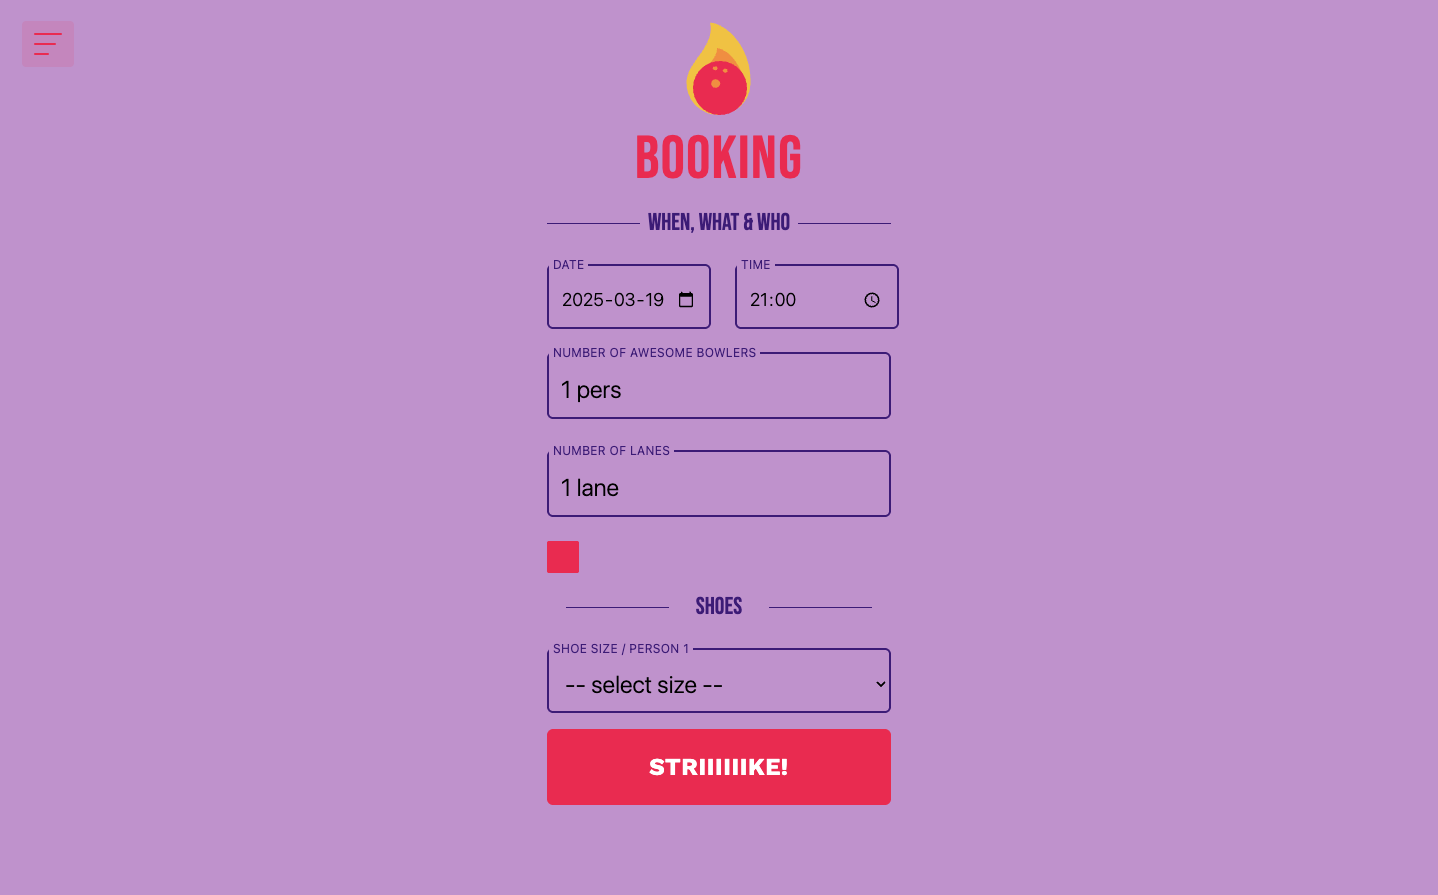 BOOKING
WHEN, WHAT & WHO
DATE
TIME
2025-03-19
21:00
NUMBER OF AWESOME BOWLERS
1 pers
NUMBER OF LANES
1 lane
SHOES
SHOE SIZE / PERSON 1
-- select size --
STRIIIIIIKE!